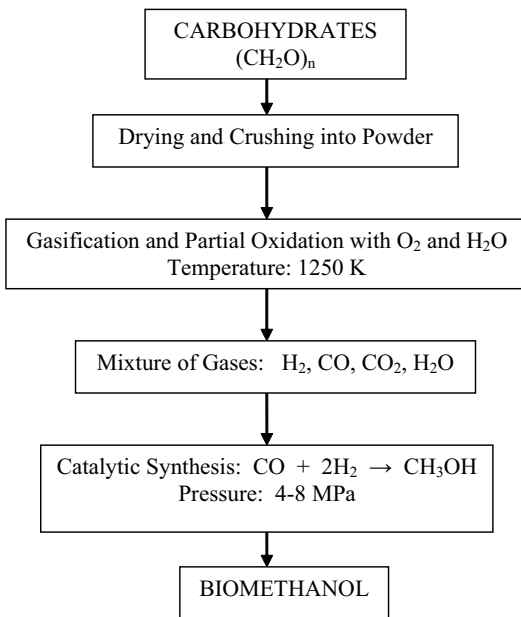 CARBOHYDRATES
(CH₂O)ₙ
Drying and Crushing into Powder
Gasification and Partial Oxidation with O₂ and H₂O
Temperature: 1250 K
Mixture of Gases: H₂, CO, CO₂, H₂O
Catalytic Synthesis: CO + 2H₂ → CH₃OH
Pressure: 4-8 MPa
BIOMETHANOL